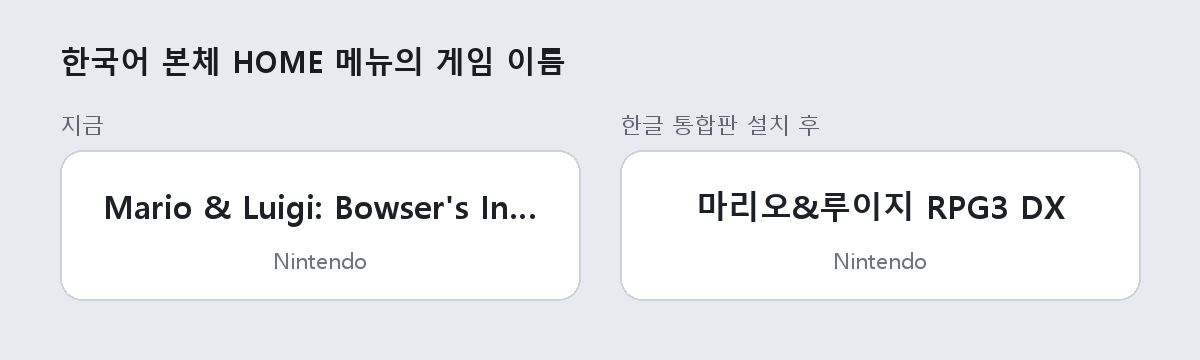 한국어 본체 HOME 메뉴의 게임 이름
지금
한글 통합판 설치 후
Mario & Luigi: Bowser's In...
마리오&루이지 RPG3 DX
Nintendo
Nintendo